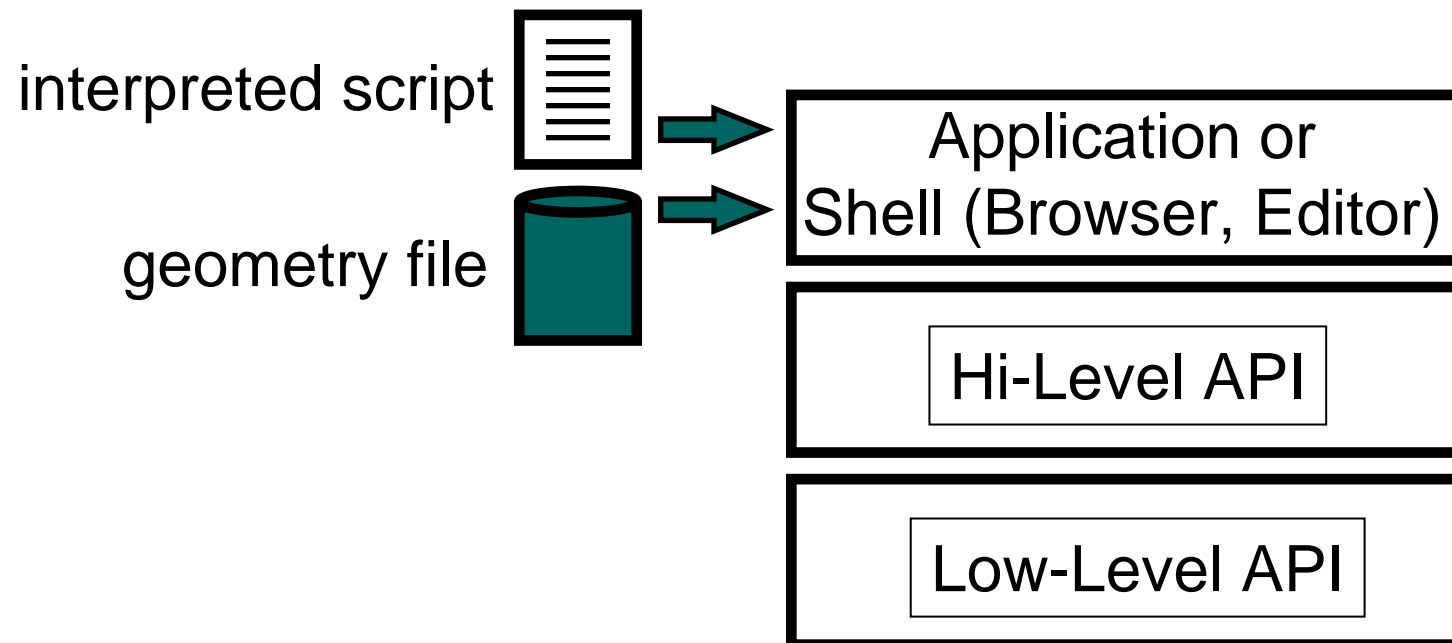 interpreted script
geometry file
Application or
Shell (Browser, Editor)
Hi-Level API
Low-Level API